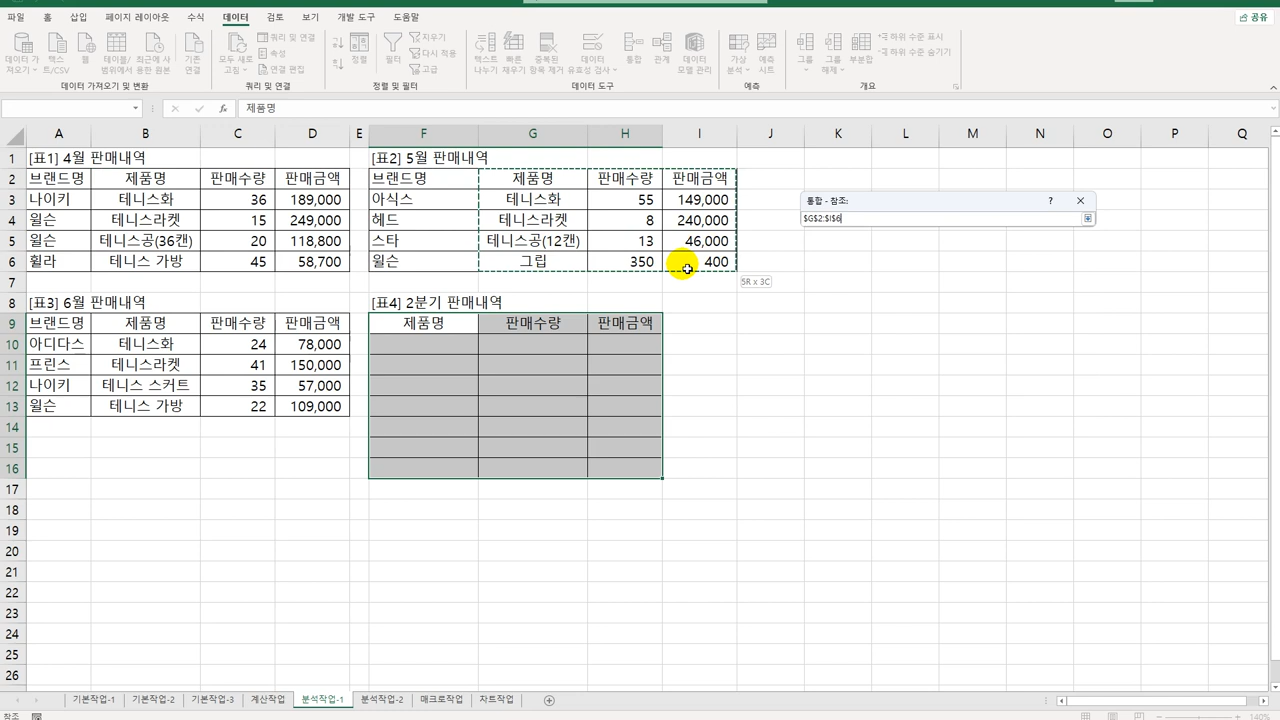 파일 홈 삽입 페이지 레이아웃 수식 데이터 검토 보기 개발 도구 도움말 공유
데이터 가져오기 텍스트/CSV 웹 테이블/범위에서 최근에 사용한 원본 기존 연결
모두 새로 고침 쿼리 및 연결 속성 연결 편집
정렬 필터 지우기 다시 적용 고급
텍스트 나누기 빠른 채우기 중복된 항목 제거 데이터 유효성 검사 통합 관계 데이터 모델 관리
가상 분석 예측 시트 그룹 그룹 해제 부분합 하위 수준 표시 하위 수준 숨기기
데이터 가져오기 및 변환 쿼리 및 연결 정렬 및 필터 데이터 도구 예측 개요
fx 제품명
A B C D E F G H I J K L M N O P Q
1 [표1] 4월 판매내역 [표2] 5월 판매내역
2 브랜드명 제품명 판매수량 판매금액 브랜드명 제품명 판매수량 판매금액
3 나이키 테니스화 36 189,000 아식스 테니스화 55 149,000
4 윌슨 테니스라켓 15 249,000 헤드 테니스라켓 8 240,000
5 윌슨 테니스공(36캔) 20 118,800 스타 테니스공(12캔) 13 46,000
6 휠라 테니스 가방 45 58,700 윌슨 그립 350 400
통합 - 참조: ?
$G$2:$I$6
5R x 3C
7
8 [표3] 6월 판매내역 [표4] 2분기 판매내역
9 브랜드명 제품명 판매수량 판매금액 제품명 판매수량 판매금액
10 아디다스 테니스화 24 78,000
11 프린스 테니스라켓 41 150,000
12 나이키 테니스 스커트 35 57,000
13 윌슨 테니스 가방 22 109,000
14
15
16
17
18
19
20
21
22
23
24
25
26
기본작업-1 기본작업-2 기본작업-3 계산작업 분석작업-1 분석작업-2 매크로작업 차트작업
참조 140%